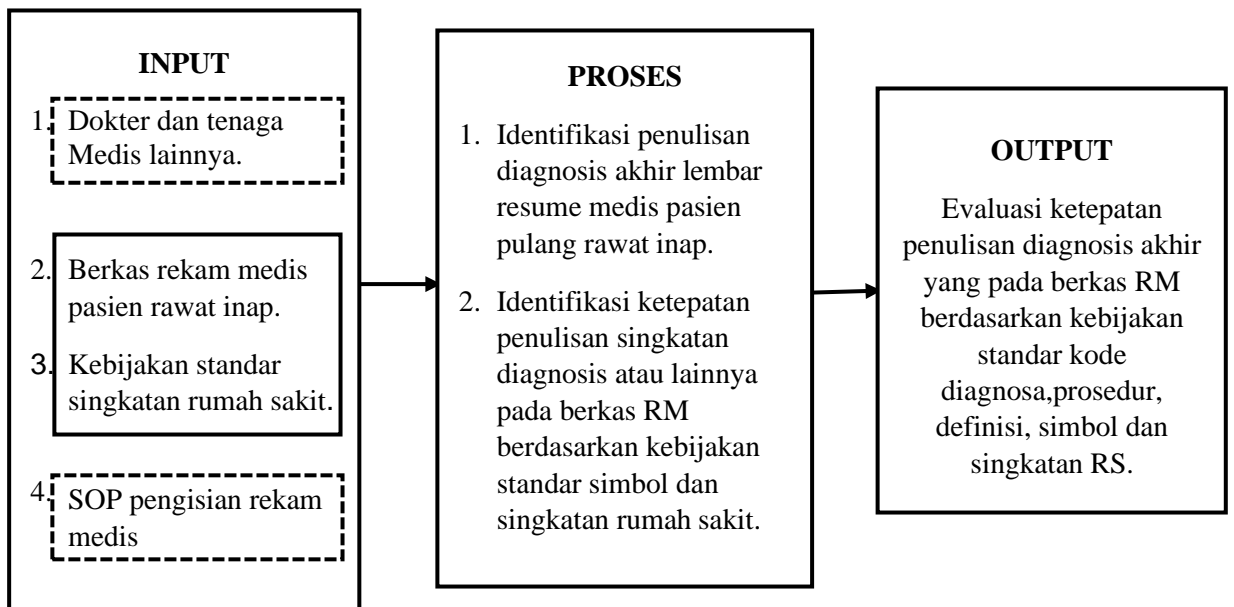 INPUT
1. Dokter dan tenaga
Medis lainnya.
2. Berkas rekam medis
pasien rawat inap.
3. Kebijakan standar
singkatan rumah sakit.
4. SOP pengisian rekam
medis
PROSES
1. Identifikasi penulisan
diagnosis akhir lembar
resume medis pasien
pulang rawat inap.
2. Identifikasi ketepatan
penulisan singkatan
diagnosis atau lainnya
pada berkas RM
berdasarkan kebijakan
standar simbol dan
singkatan rumah sakit.
OUTPUT
Evaluasi ketepatan
penulisan diagnosis akhir
yang pada berkas RM
berdasarkan kebijakan
standar kode
diagnosa,prosedur,
definisi, simbol dan
singkatan RS.